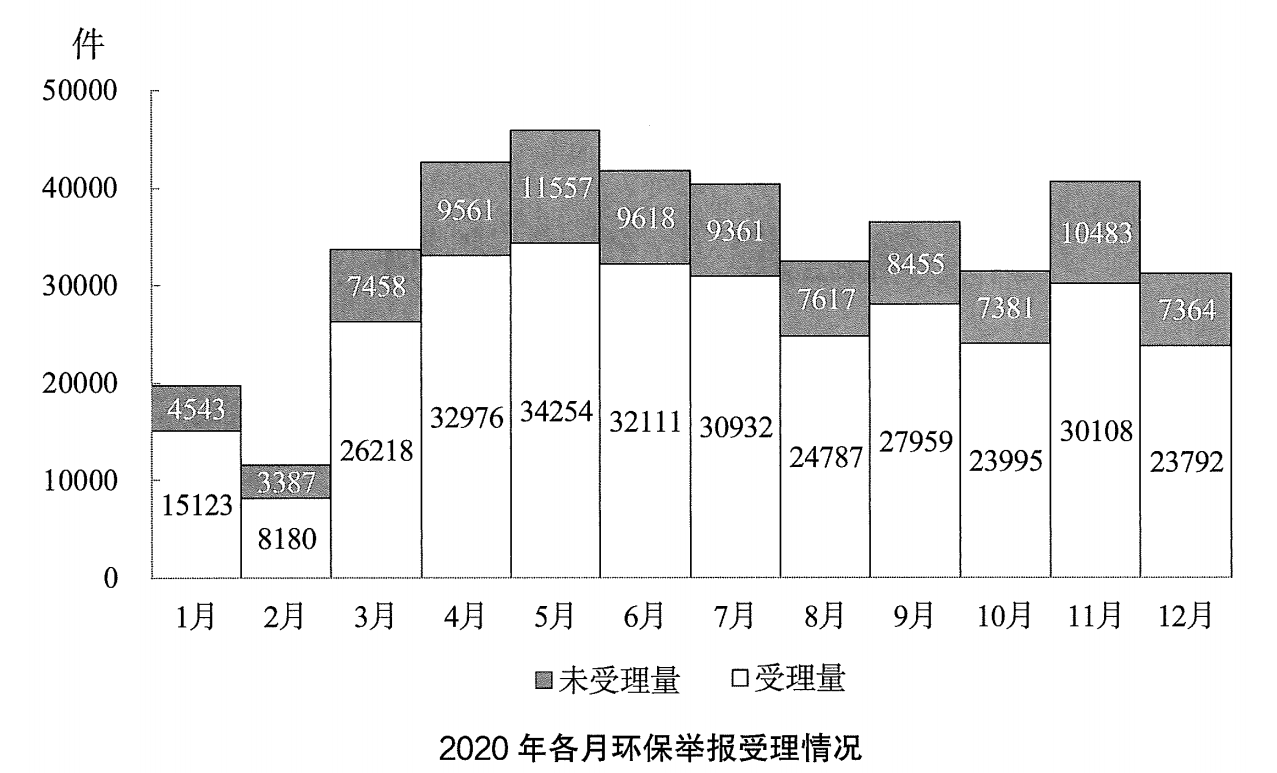 件
50000
40000
30000
20000
10000
0
4543 3387 7458 9561 11557 9618 9361 7617 8455 7381 10483 7364
15123 8180 26218 32976 34254 32111 30932 24787 27959 23995 30108 23792
1月 2月 3月 4月 5月 6月 7月 8月 9月 10月 11月 12月
未受理量 受理量
2020 年各月环保举报受理情况